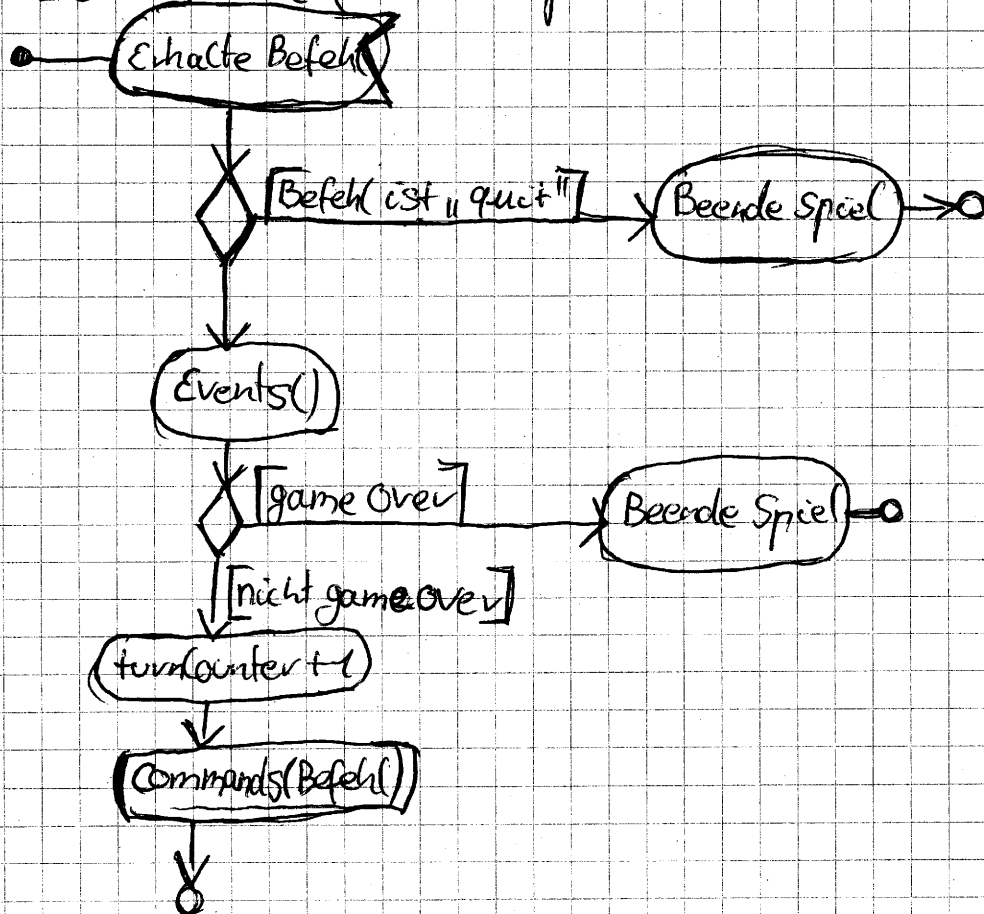 Erhalte Befehl
[Befehl ist „quit"]
Beende Spiel
Events()
[game over]
Beende Spiel
[nicht game over]
turnCounter +1
Commands(Befehl)